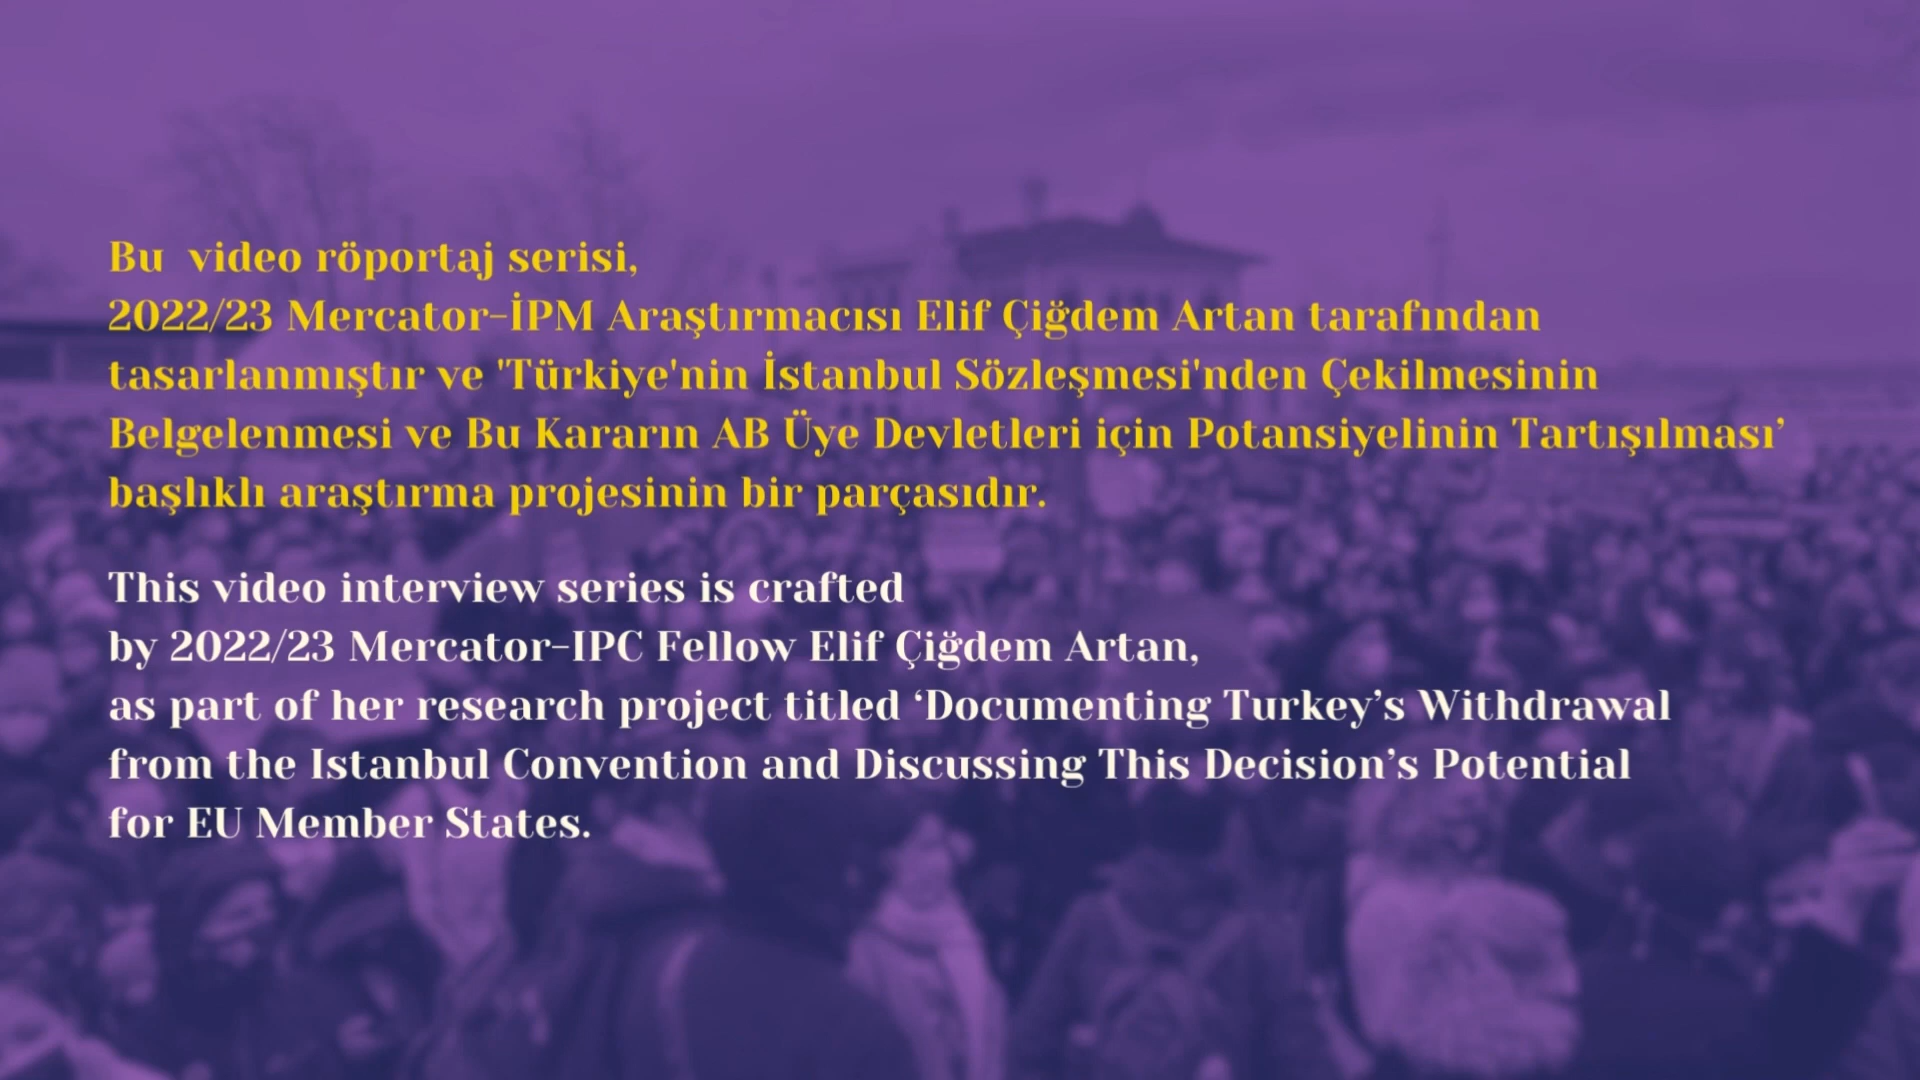 Bu video röportaj serisi,
2022/23 Mercator-İPM Araştırmacısı Elif Çiğdem Artan tarafından
tasarlanmıştır ve 'Türkiye'nin İstanbul Sözleşmesi'nden Çekilmesinin
Belgelenmesi ve Bu Kararın AB Üye Devletleri için Potansiyelinin Tartışılması’
başlıklı araştırma projesinin bir parçasıdır.
This video interview series is crafted
by 2022/23 Mercator-IPC Fellow Elif Çiğdem Artan,
as part of her research project titled ‘Documenting Turkey’s Withdrawal
from the Istanbul Convention and Discussing This Decision’s Potential
for EU Member States.